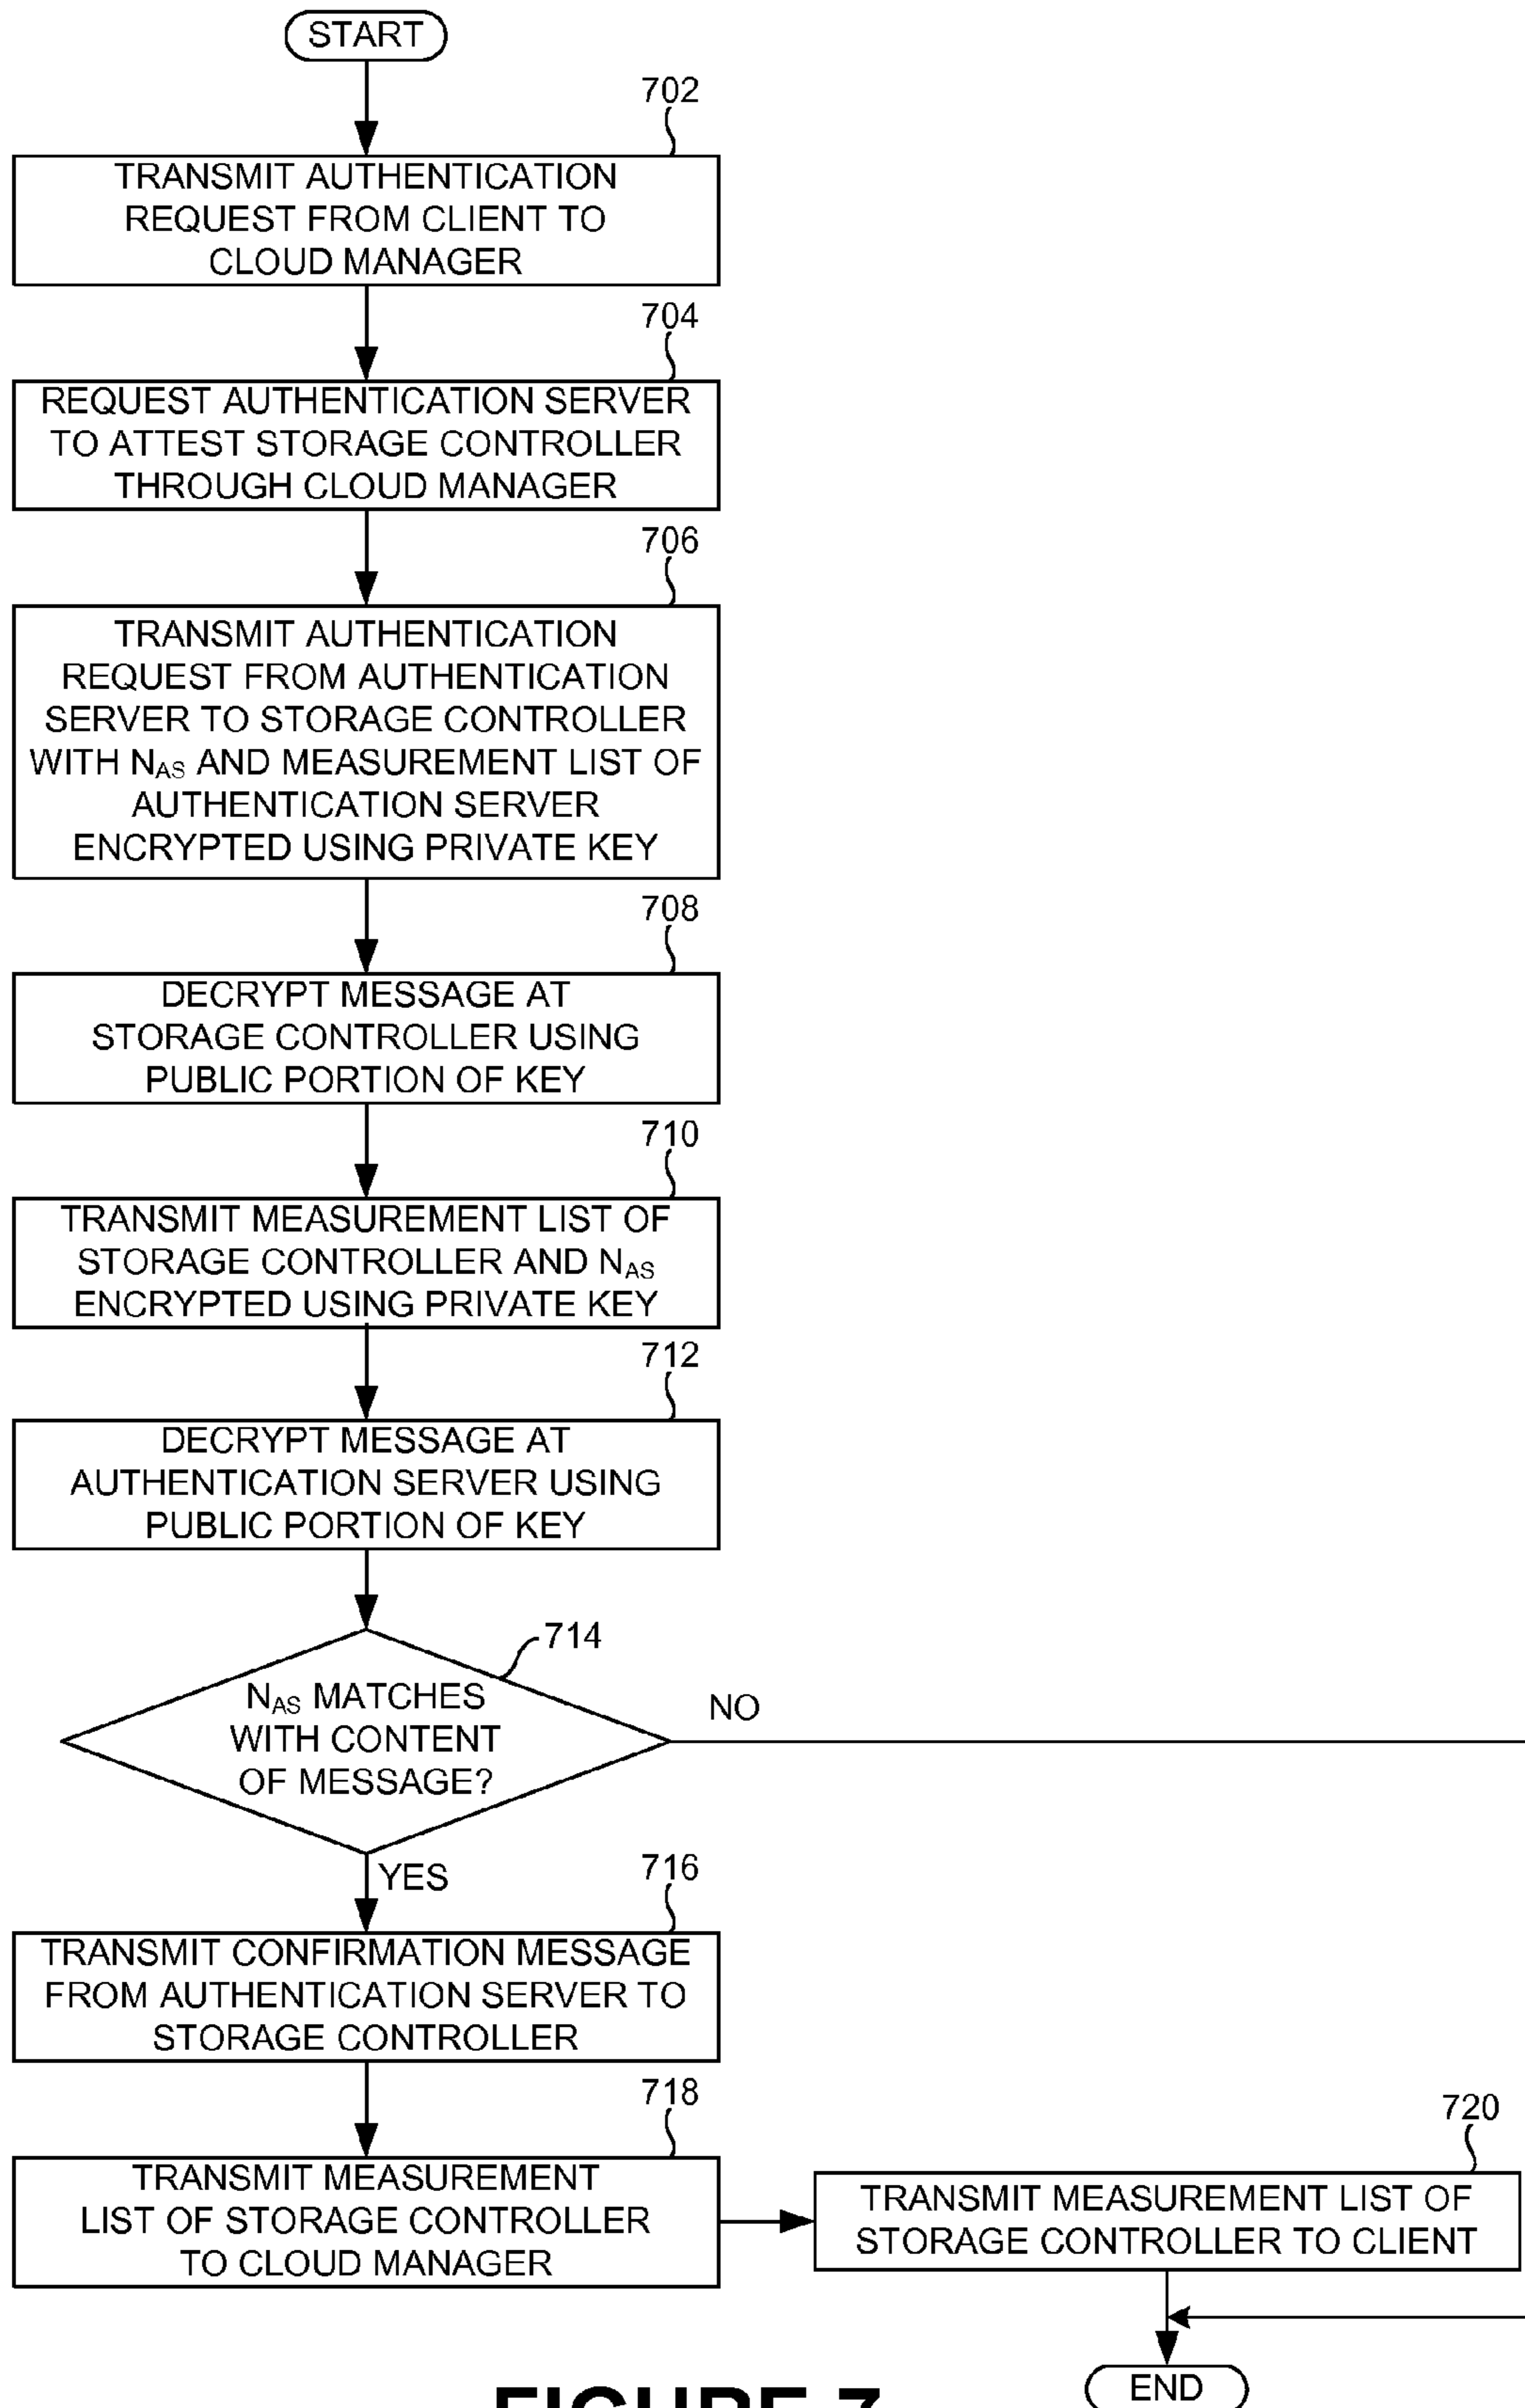 START
702
TRANSMIT AUTHENTICATION
REQUEST FROM CLIENT TO
CLOUD MANAGER
704
REQUEST AUTHENTICATION SERVER
TO ATTEST STORAGE CONTROLLER
THROUGH CLOUD MANAGER
706
TRANSMIT AUTHENTICATION
REQUEST FROM AUTHENTICATION
SERVER TO STORAGE CONTROLLER
WITH NAS AND MEASUREMENT LIST OF
AUTHENTICATION SERVER
ENCRYPTED USING PRIVATE KEY
708
DECRYPT MESSAGE AT
STORAGE CONTROLLER USING
PUBLIC PORTION OF KEY
710
TRANSMIT MEASUREMENT LIST OF
STORAGE CONTROLLER AND NAS
ENCRYPTED USING PRIVATE KEY
712
DECRYPT MESSAGE AT
AUTHENTICATION SERVER USING
PUBLIC PORTION OF KEY
714
NAS MATCHES
WITH CONTENT
OF MESSAGE?
NO
YES
716
TRANSMIT CONFIRMATION MESSAGE
FROM AUTHENTICATION SERVER TO
STORAGE CONTROLLER
718
TRANSMIT MEASUREMENT
LIST OF STORAGE CONTROLLER
TO CLOUD MANAGER
720
TRANSMIT MEASUREMENT LIST OF
STORAGE CONTROLLER TO CLIENT
END
FIGURE 7